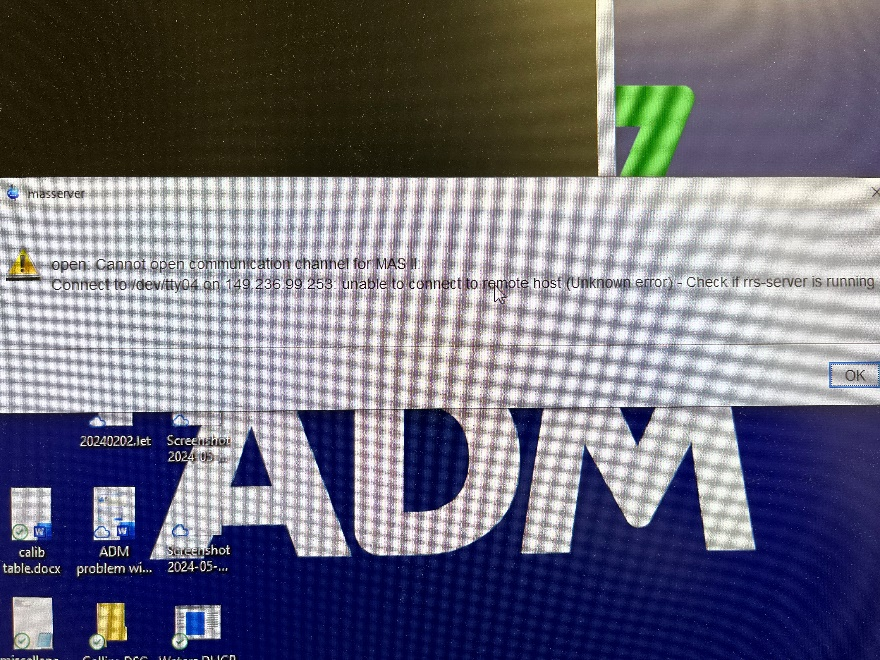 7
masserver
open: Cannot open communication channel for MAS II.
Connect to /dev/tty04 on 149.236.99.253: unable to connect to remote host (Unknown error) - Check if rrs-server is running
OK
ADM
20240202.let
Screenshot
2024-05-...
calib
table.docx
ADM
problem wi...
Screenshot
2024-05-...